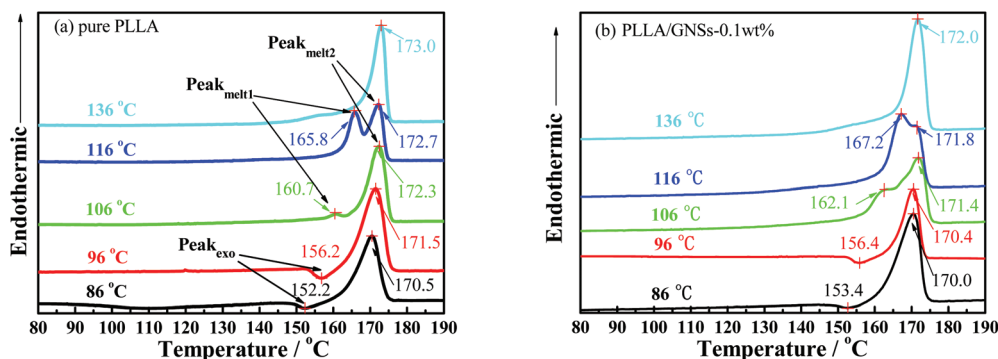 (a) pure PLLA
Peak_melt2
173.0
Peak_melt1
136 °C
165.8
172.7
116 °C
160.7
172.3
106 °C
156.2
171.5
Peak_exo
96 °C
152.2
170.5
86 °C
Endothermic
80 90 100 110 120 130 140 150 160 170 180 190
Temperature / °C
(b) PLLA/GNSs-0.1wt%
172.0
136 °C
167.2
171.8
116 °C
162.1
171.4
106 °C
156.4
170.4
96 °C
170.0
153.4
86 °C
Endothermic
80 90 100 110 120 130 140 150 160 170 180 190
Temperature / °C